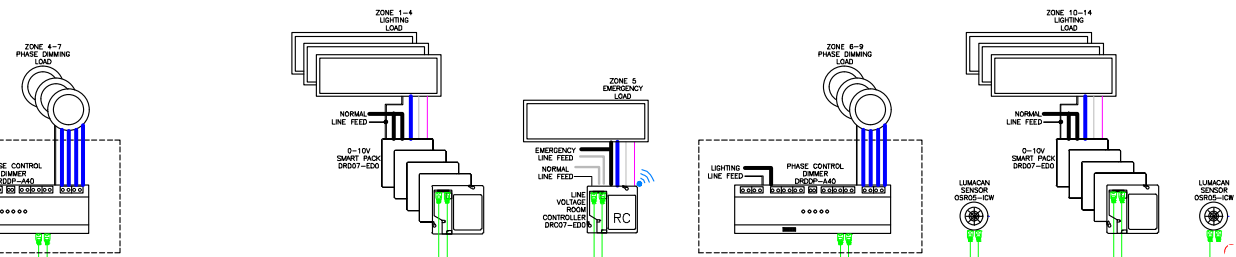 ZONE 4-7
PHASE DIMMING
LOAD
CONTROL
DIMMER
ZONE 1-4
LIGHTING
LOAD
NORMAL
LINE FEED
0-10V
SMART PACK
DRD07-ED0
ZONE 5
EMERGENCY
LOAD
EMERGENCY
LINE FEED
NORMAL
LINE FEED
LINE
VOLTAGE
ROOM
CONTROLLER
DRC07-ED0
RC
ZONE 6-9
PHASE DIMMING
LOAD
LIGHTING
LINE FEED
PHASE CONTROL
DIMMER
DRDDP-A40
LUMACAN
SENSOR
OSR05-ICW
ZONE 10-14
LIGHTING
LOAD
NORMAL
LINE FEED
0-10V
SMART PACK
DRD07-ED0
LUMACAN
SENSOR
OSR05-ICW